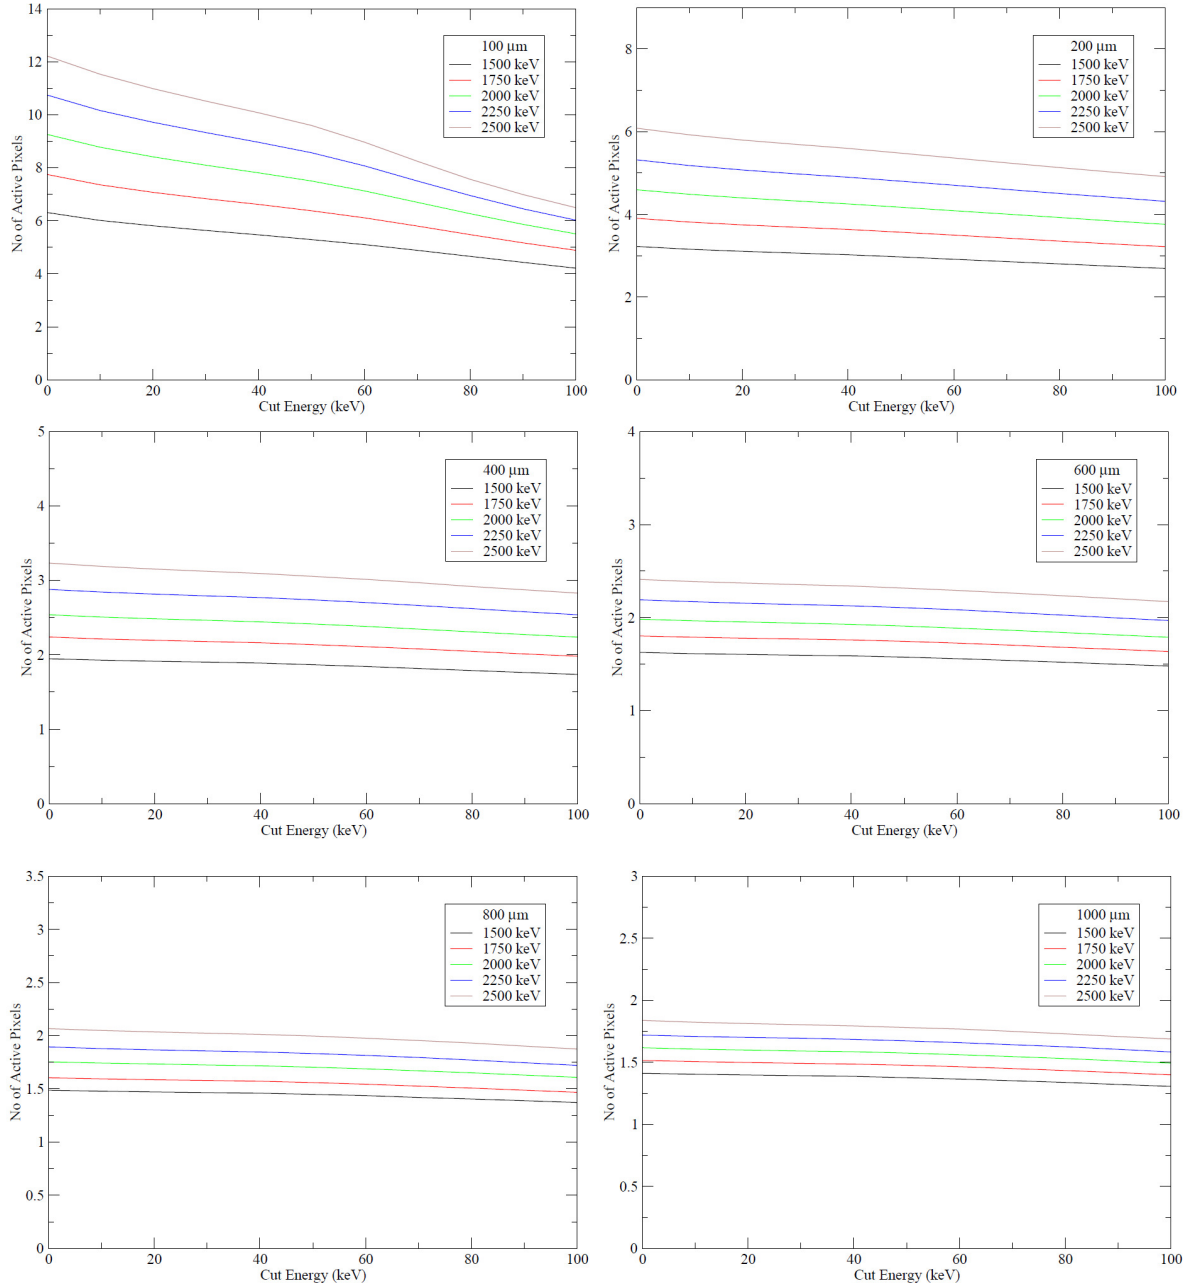 14
12
10
8
6
4
2
0
No of Active Pixels
100 µm
1500 keV
1750 keV
2000 keV
2250 keV
2500 keV
0 20 40 60 80 100
Cut Energy (keV)
8
6
4
2
0
No of Active Pixels
200 µm
1500 keV
1750 keV
2000 keV
2250 keV
2500 keV
0 20 40 60 80 100
Cut Energy (keV)
5
4
3
2
1
0
No of Active Pixels
400 µm
1500 keV
1750 keV
2000 keV
2250 keV
2500 keV
0 20 40 60 80 100
Cut Energy (keV)
4
3
2
1
0
No of Active Pixels
600 µm
1500 keV
1750 keV
2000 keV
2250 keV
2500 keV
0 20 40 60 80 100
Cut Energy (keV)
3.5
3
2.5
2
1.5
1
0.5
0
No of Active Pixels
800 µm
1500 keV
1750 keV
2000 keV
2250 keV
2500 keV
0 20 40 60 80 100
Cut Energy (keV)
3
2.5
2
1.5
1
0.5
0
No of Active Pixels
1000 µm
1500 keV
1750 keV
2000 keV
2250 keV
2500 keV
0 20 40 60 80 100
Cut Energy (keV)